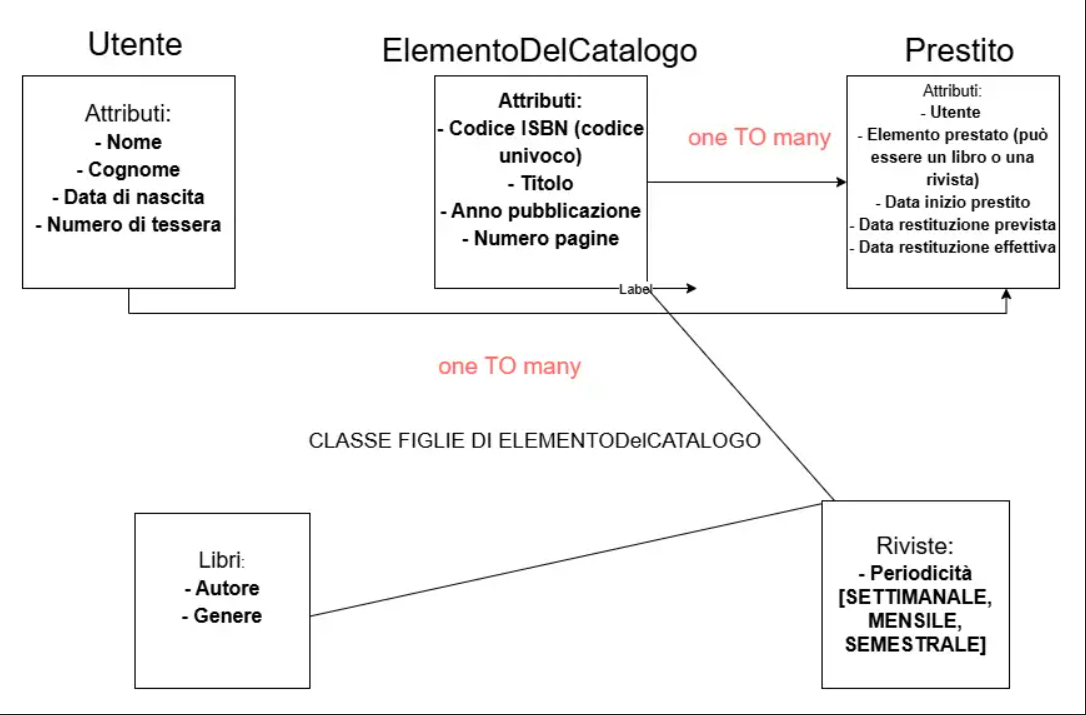 Utente
ElementoDelCatalogo
Prestito
Attributi:
- Nome
- Cognome
- Data di nascita
- Numero di tessera
Attributi:
- Codice ISBN (codice
univoco)
- Titolo
- Anno pubblicazione
- Numero pagine
Label
one TO many
Attributi:
- Utente
- Elemento prestato (può
essere un libro o una
rivista)
- Data inizio prestito
- Data restituzione prevista
- Data restituzione effettiva
one TO many
CLASSE FIGLIE DI ELEMENTODelCATALOGO
Libri:
- Autore
- Genere
Riviste:
- Periodicità
[SETTIMANALE,
MENSILE,
SEMESTRALE]